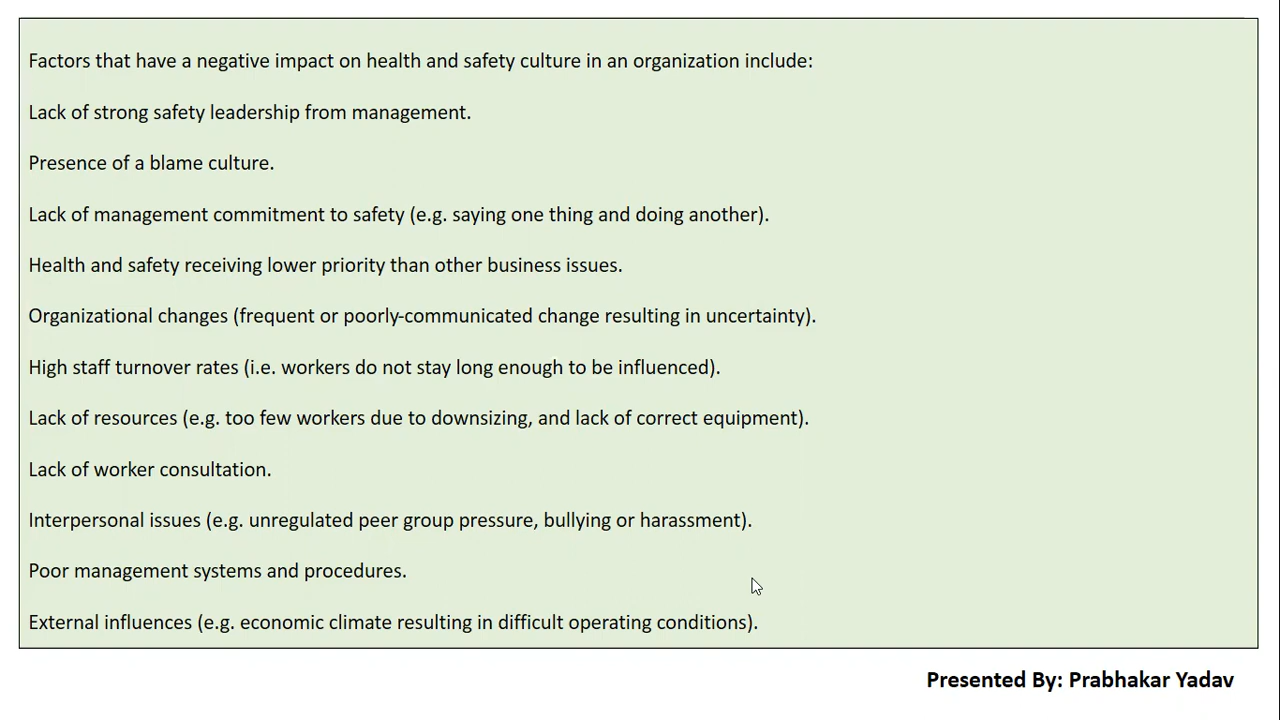 Factors that have a negative impact on health and safety culture in an organization include:
Lack of strong safety leadership from management.
Presence of a blame culture.
Lack of management commitment to safety (e.g. saying one thing and doing another).
Health and safety receiving lower priority than other business issues.
Organizational changes (frequent or poorly-communicated change resulting in uncertainty).
High staff turnover rates (i.e. workers do not stay long enough to be influenced).
Lack of resources (e.g. too few workers due to downsizing, and lack of correct equipment).
Lack of worker consultation.
Interpersonal issues (e.g. unregulated peer group pressure, bullying or harassment).
Poor management systems and procedures.
External influences (e.g. economic climate resulting in difficult operating conditions).
Presented By: Prabhakar Yadav